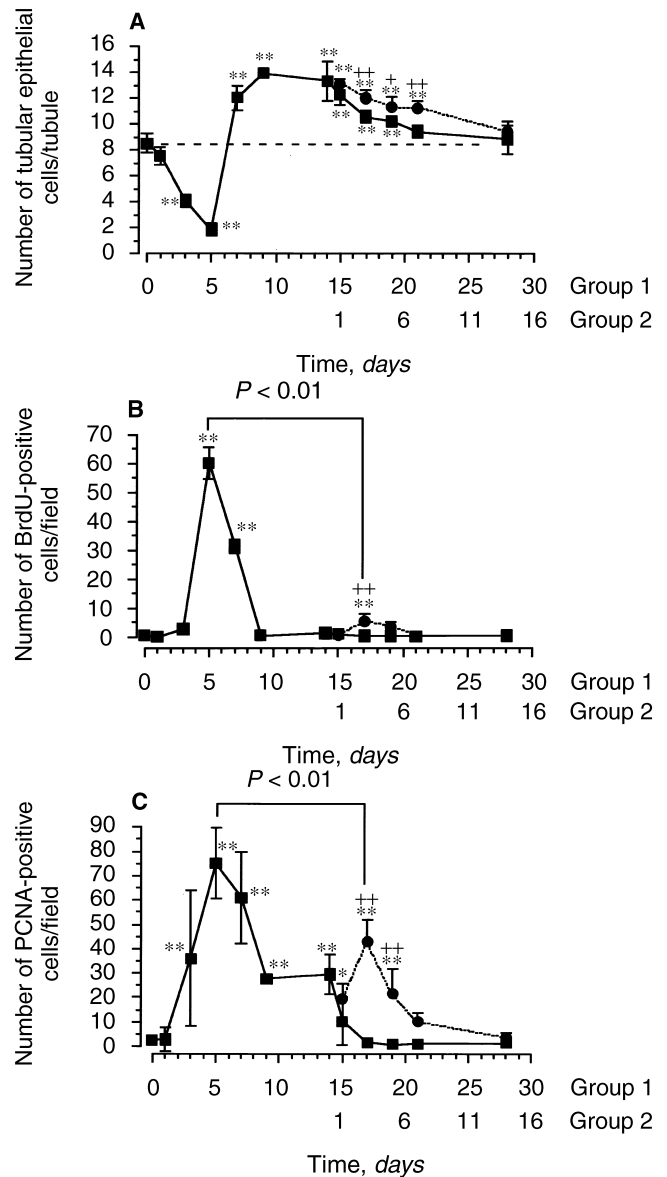 A
Number of tubular epithelial
cells/tubule
16
14
12
10
8
6
4
2
0
**
**
**
**
**
**
**
++
**
+
**
++
**
**
**
**
0 5 10 15 20 25 30 Group 1
1 6 11 16 Group 2
Time, days
P < 0.01
B
Number of BrdU-positive
cells/field
70
60
50
40
30
20
10
0
**
**
++
**
0 5 10 15 20 25 30 Group 1
1 6 11 16 Group 2
Time, days
P < 0.01
C
Number of PCNA-positive
cells/field
90
80
70
60
50
40
30
20
10
0
**
**
**
**
**
*
++
**
++
**
0 5 10 15 20 25 30 Group 1
1 6 11 16 Group 2
Time, days